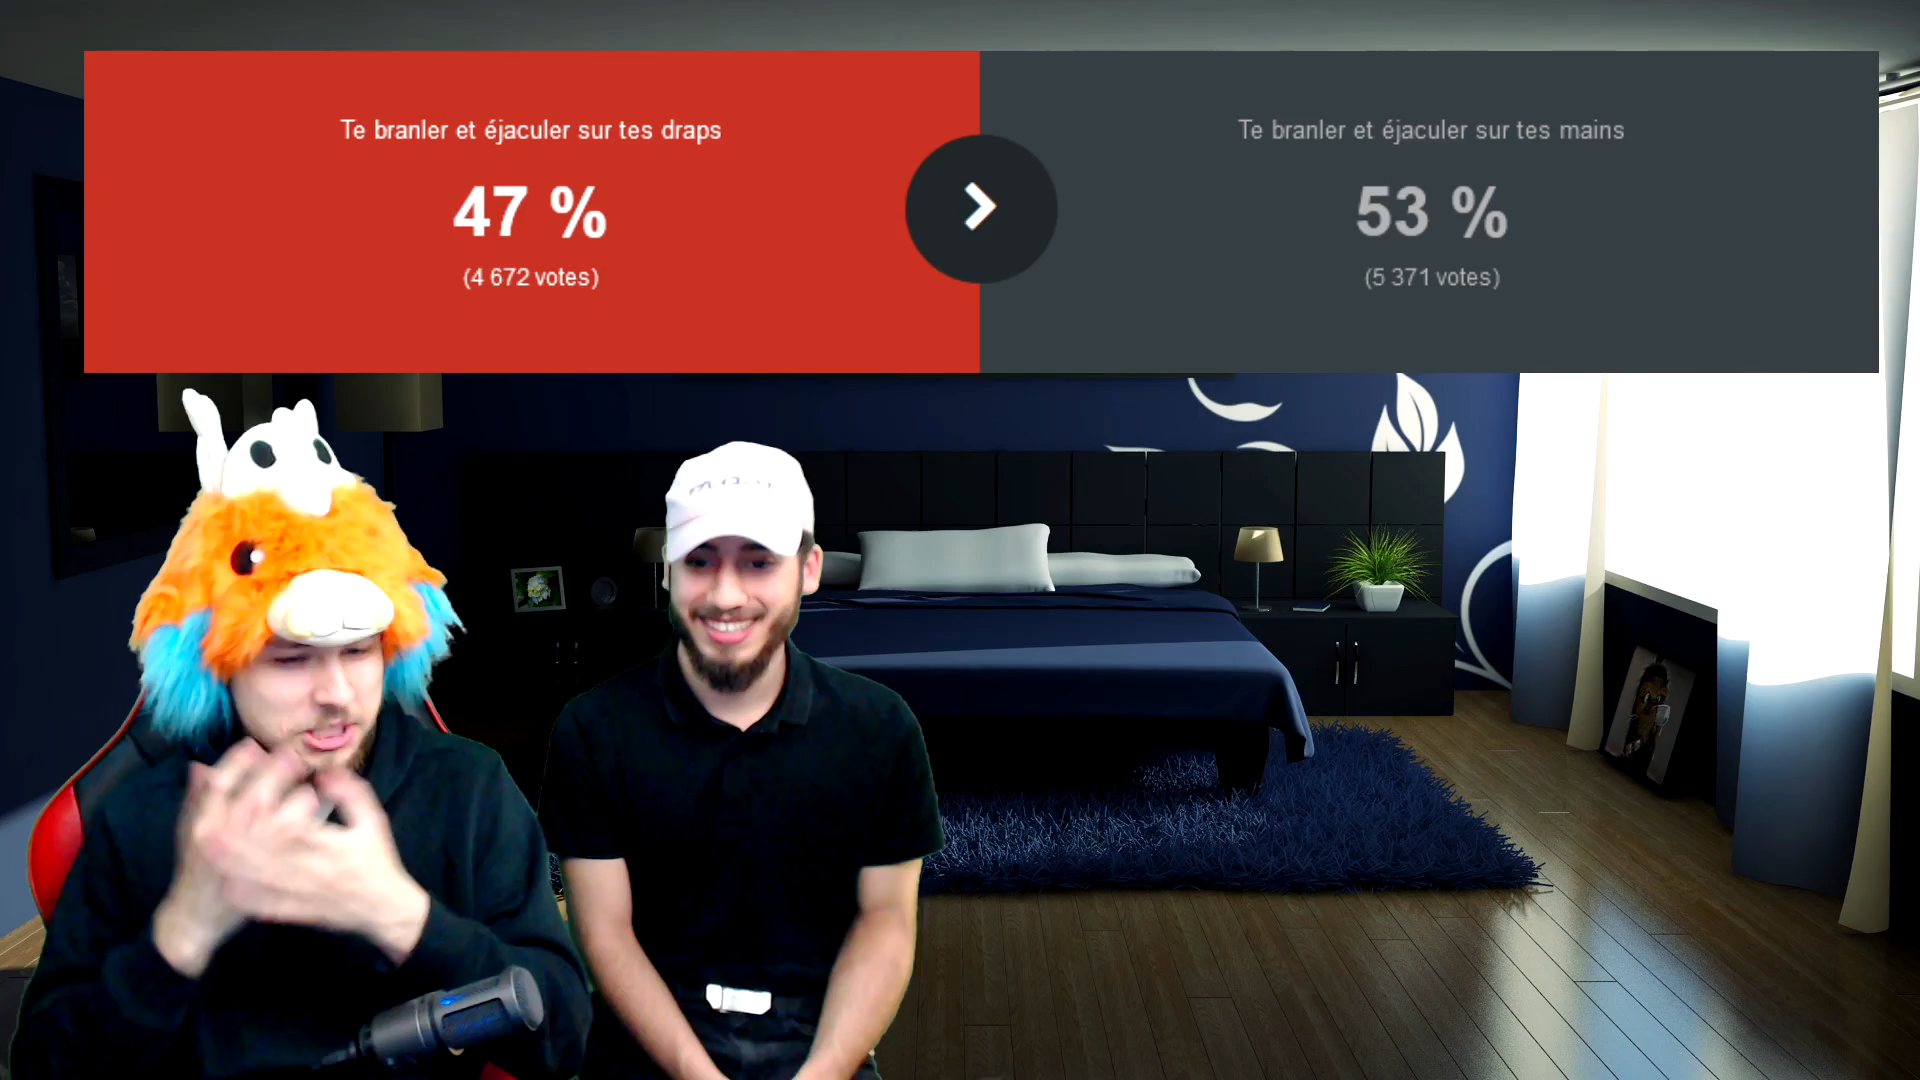 Te branler et éjaculer sur tes draps
47 %
(4 672 votes)
Te branler et éjaculer sur tes mains
53 %
(5 371 votes)